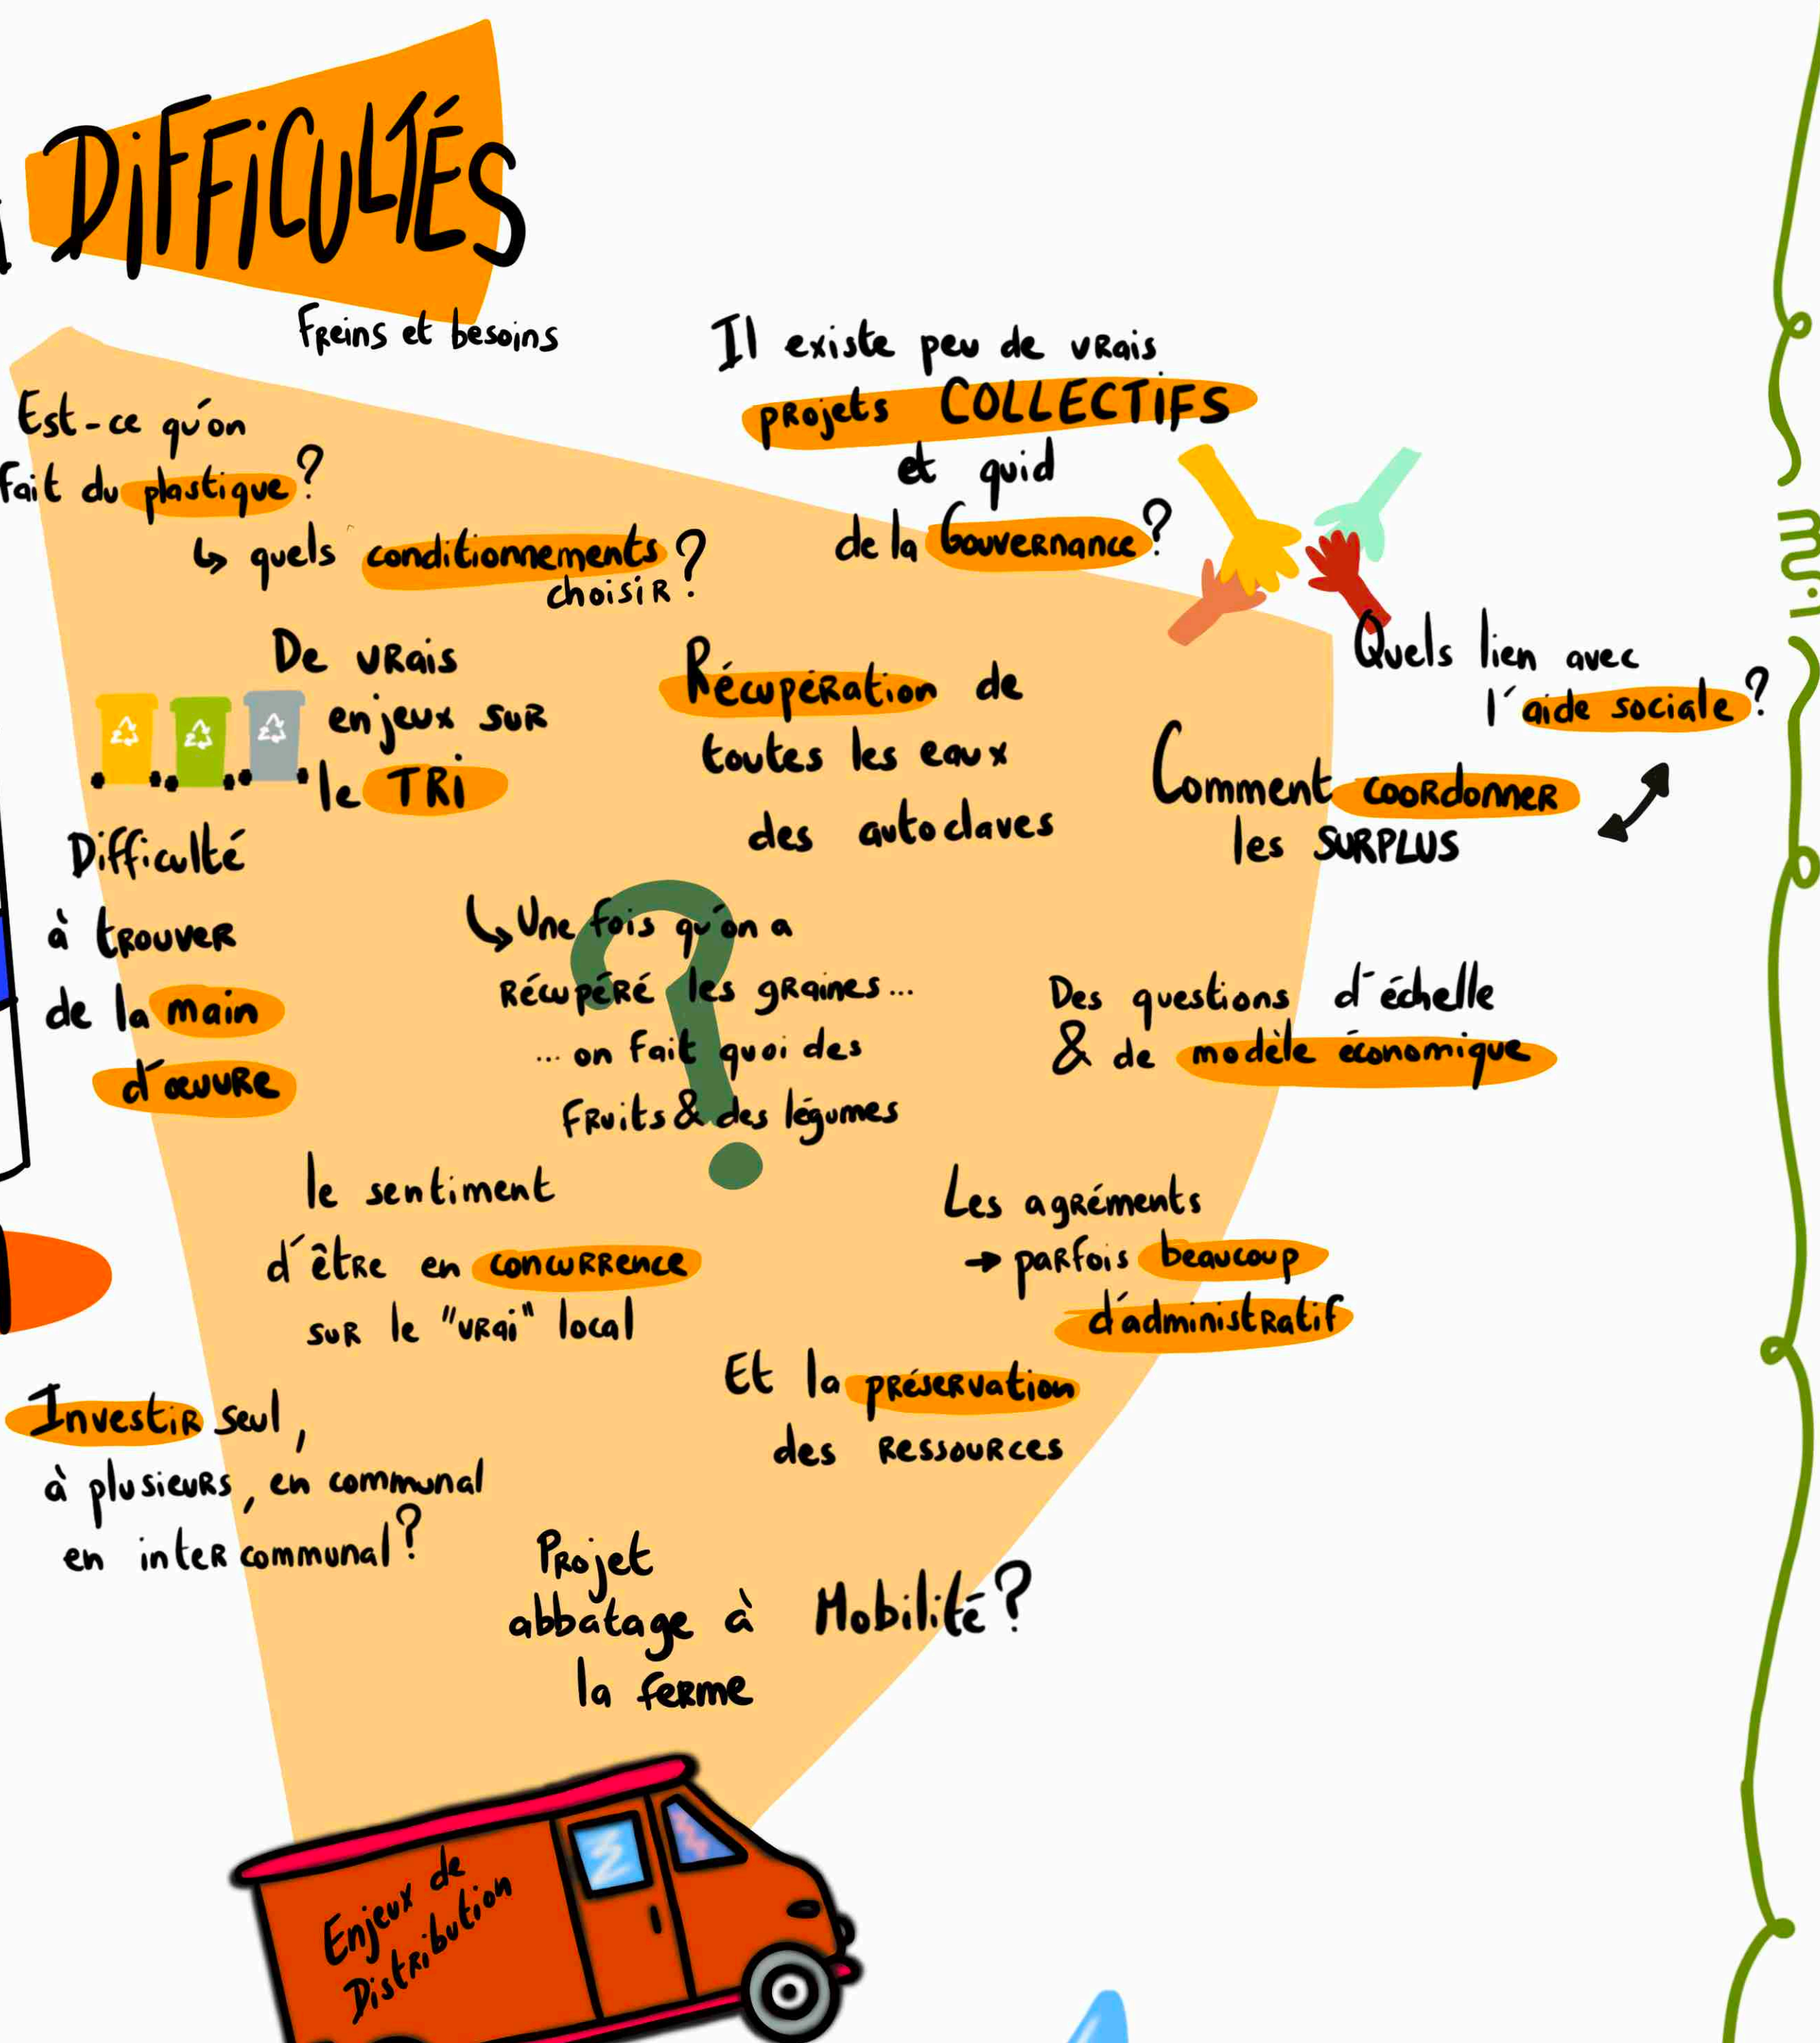 DIFFICULTÉS
Freins et besoins
Est-ce qu'on
fait du plastique ?
↳ quels conditionnements ?
choisir
Il existe peu de vrais
projets COLLECTIFS
et quid
de la Gouvernance ?
De vrais
enjeux sur
le TRI
Récupération de
toutes les eaux
des autoclaves
Quels lien avec
l'aide sociale ?
Comment coordonner
les SURPLUS
Difficulté
à trouver
de la main
d'œuvre
↳ Une fois qu'on a
récupéré les graines...
... on fait quoi des
fruits & des légumes
?
Des questions d'échelle
& de modèle économique
le sentiment
d'être en concurrence
sur le "vrai" local
Les agréments
→ parfois beaucoup
d'administratif
Et la préservation
des ressources
Investir seul,
à plusieurs, en communal
en intercommunal ?
Projet
abbatage à
la ferme
Mobilité ?
Enjeux de
Distribution